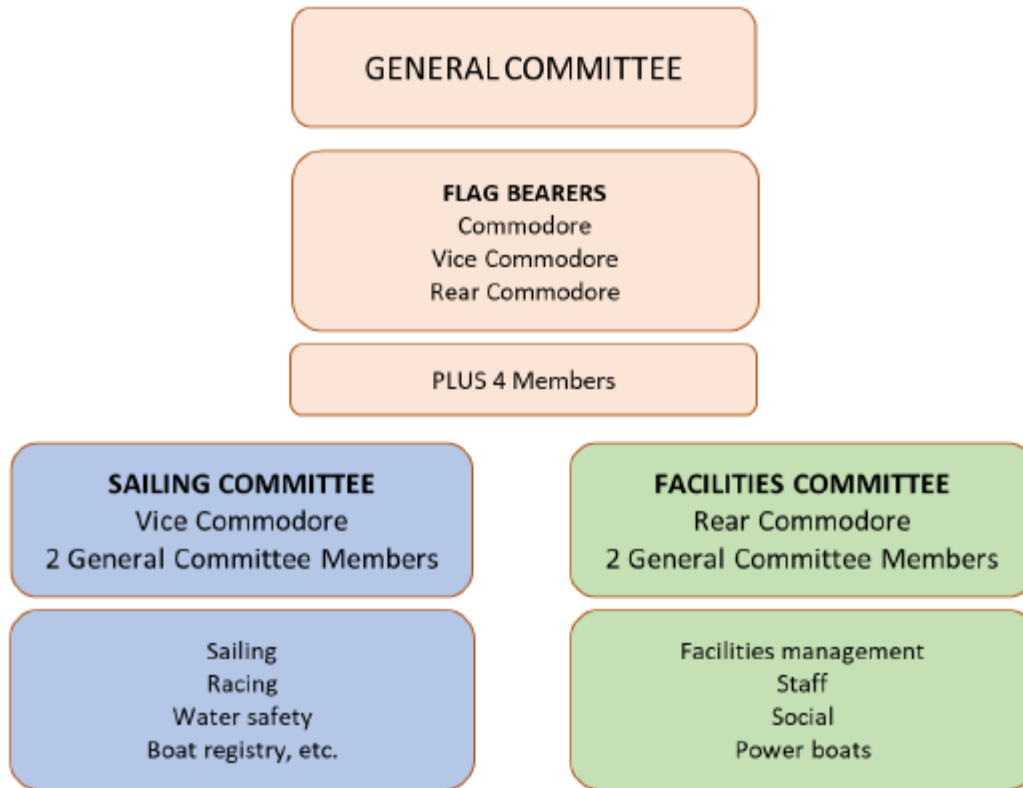 GENERAL COMMITTEE
FLAG BEARERS
Commodore
Vice Commodore
Rear Commodore
PLUS 4 Members
SAILING COMMITTEE
Vice Commodore
2 General Committee Members
Sailing
Racing
Water safety
Boat registry, etc.
FACILITIES COMMITTEE
Rear Commodore
2 General Committee Members
Facilities management
Staff
Social
Power boats